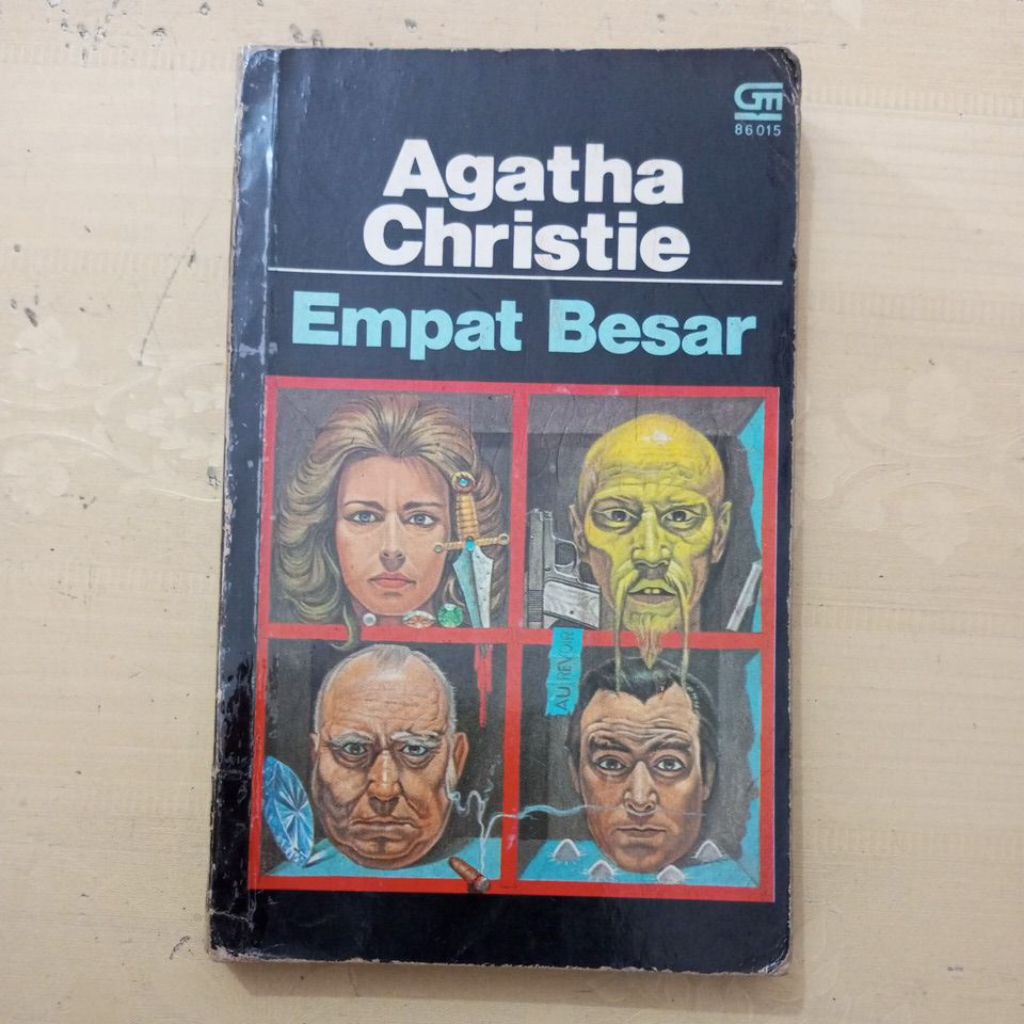 GM
86015
Agatha
Christie
Empat Besar
AU REVOIR